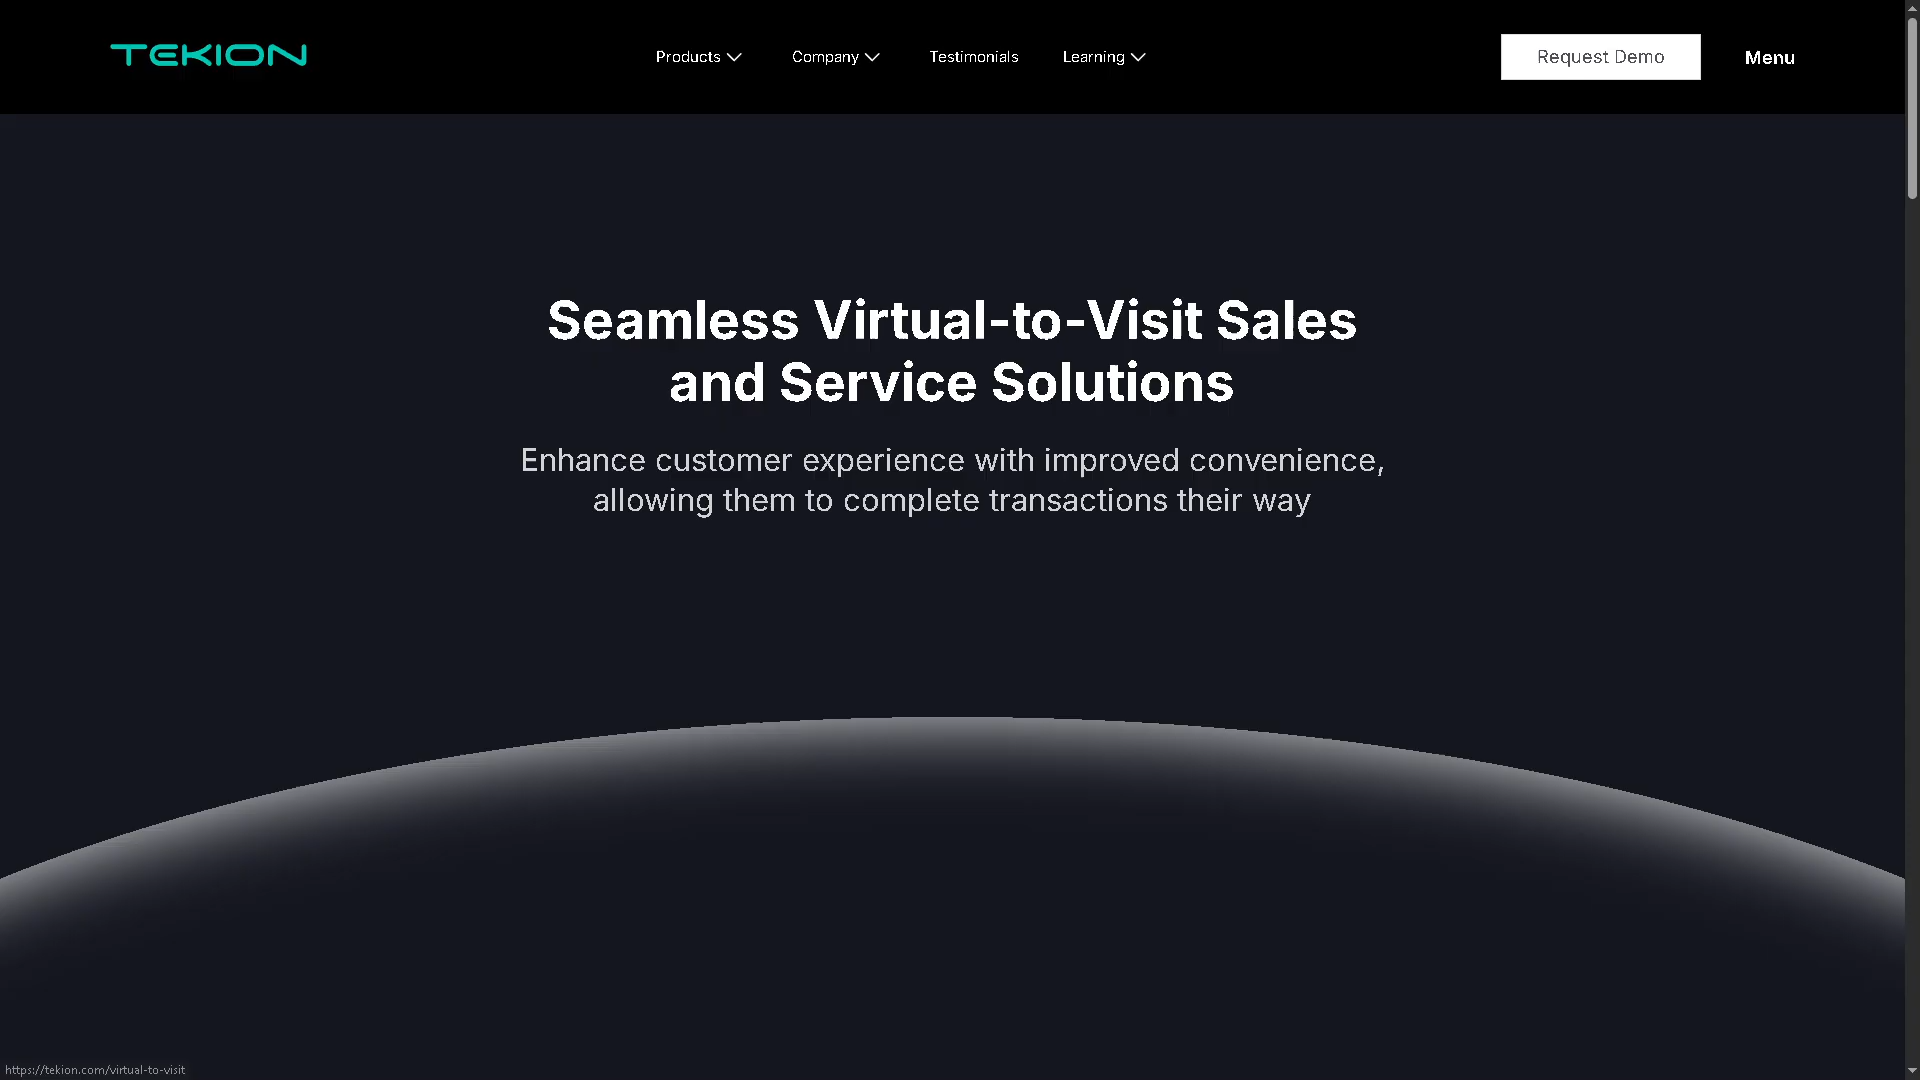 TEKION
Products
Company
Testimonials
Learning
Request Demo
Menu
Seamless Virtual-to-Visit Sales
and Service Solutions
Enhance customer experience with improved convenience,
allowing them to complete transactions their way
https://tekion.com/virtual-to-visit